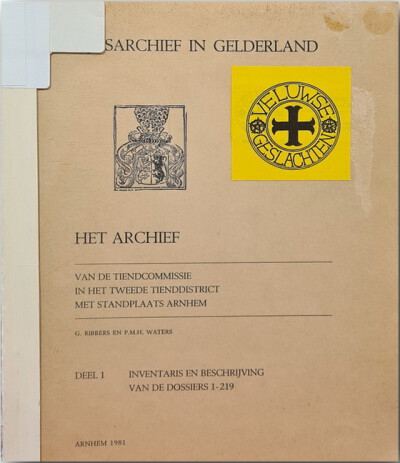 SARCHIEF IN GELDERLAND
VELUWSE
GESLACHTEN
HET ARCHIEF
VAN DE TIENDCOMMISSIE
IN HET TWEEDE TIENDDISTRICT
MET STANDPLAATS ARNHEM
G. RIBBERS EN P.M.H. WATERS
DEEL 1 INVENTARIS EN BESCHRIJVING
VAN DE DOSSIERS 1-219
ARNHEM 1981